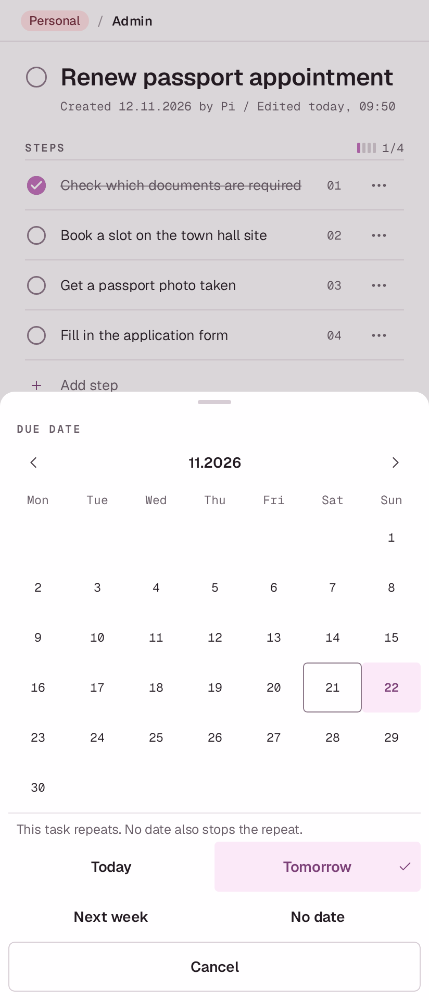 Personal / Admin
Renew passport appointment
Created 12.11.2026 by Pi / Edited today, 09:50
STEPS 1/4
Check which documents are required 01
Book a slot on the town hall site 02
Get a passport photo taken 03
Fill in the application form 04
+ Add step
DUE DATE
11.2026
Mon Tue Wed Thu Fri Sat Sun
1
2 3 4 5 6 7 8
9 10 11 12 13 14 15
16 17 18 19 20 21 22
23 24 25 26 27 28 29
30
This task repeats. No date also stops the repeat.
Today Tomorrow
Next week No date
Cancel